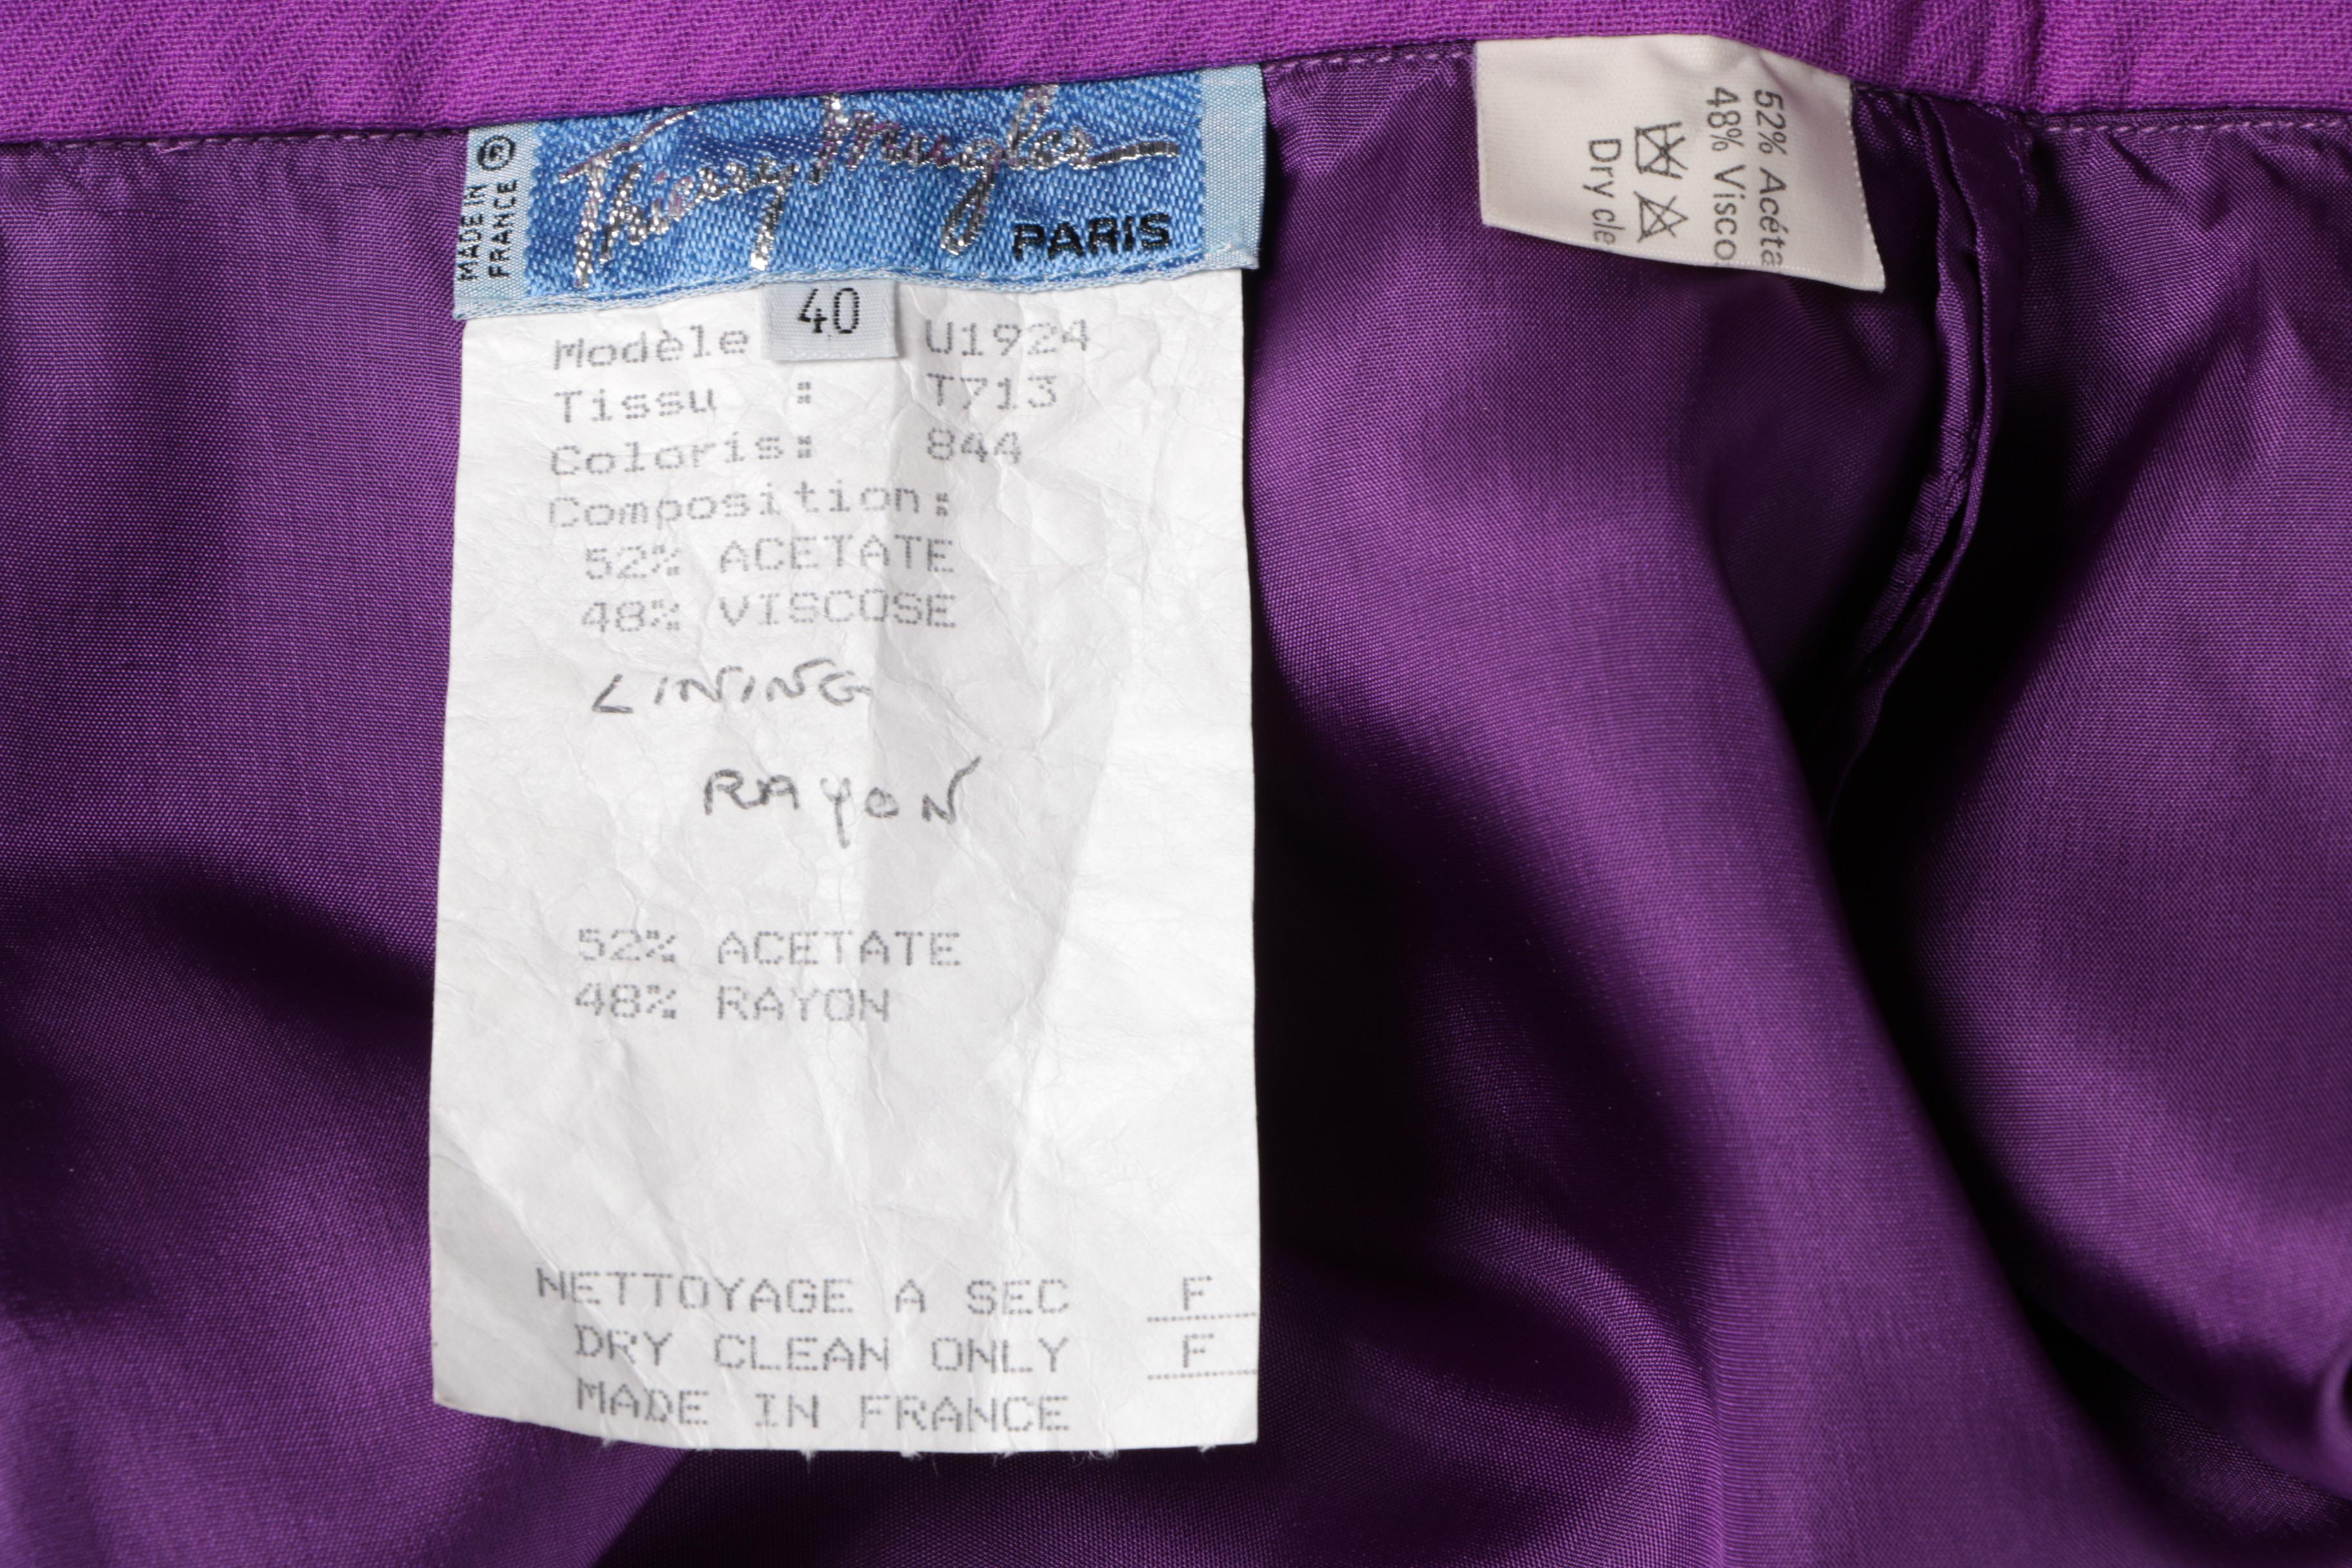 MADE IN
FRANCE ®
Thierry Mugler
PARIS
40
Modèle U1924
Tissu : T713
Coloris: 844
Composition:
52% ACETATE
48% VISCOSE
LINING
RAYON
52% ACETATE
48% RAYON
NETTOYAGE A SEC F
DRY CLEAN ONLY F
MADE IN FRANCE
52% Acéta
48% Visco
Dry cle